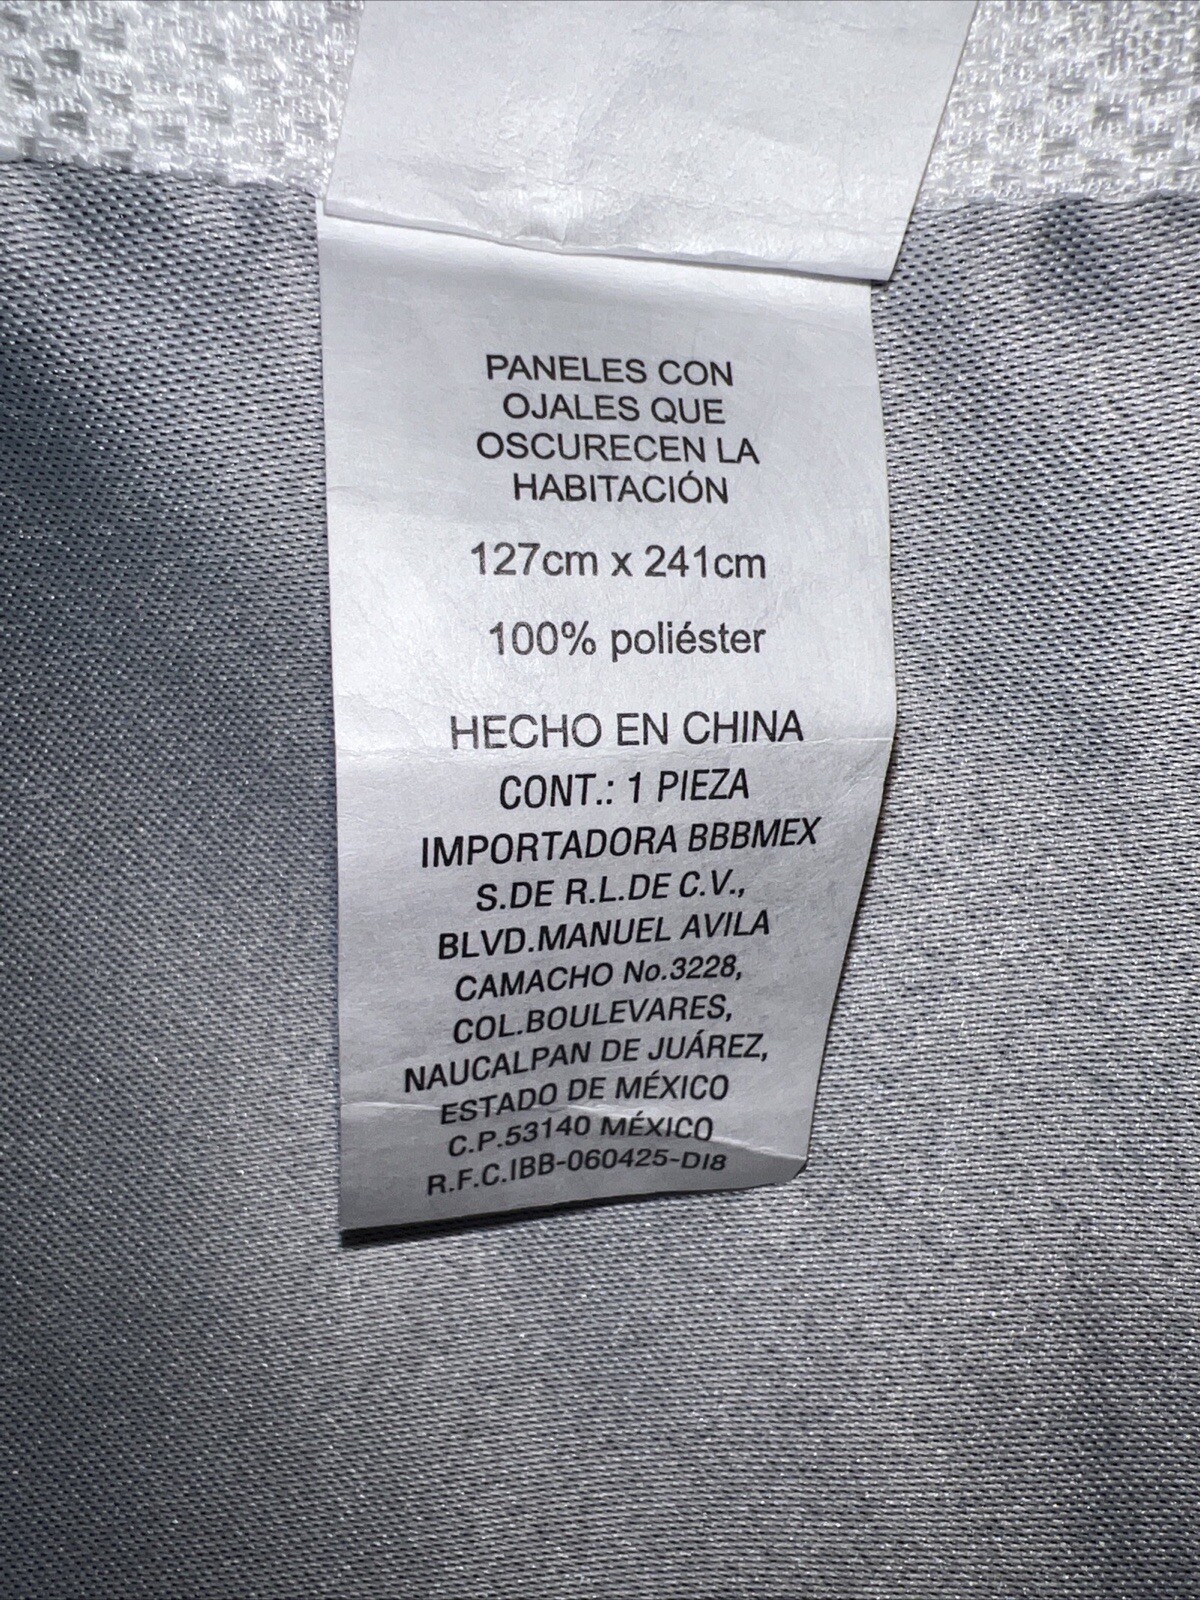 PANELES CON
OJALES QUE
OSCURECEN LA
HABITACIÓN
127cm x 241cm
100% poliéster
HECHO EN CHINA
CONT.: 1 PIEZA
IMPORTADORA BBBMEX
S.DE R.L.DE C.V.,
BLVD.MANUEL AVILA
CAMACHO No.3228,
COL.BOULEVARES,
NAUCALPAN DE JUÁREZ,
ESTADO DE MÉXICO
C.P.53140 MÉXICO
R.F.C.IBB-060425-DI8